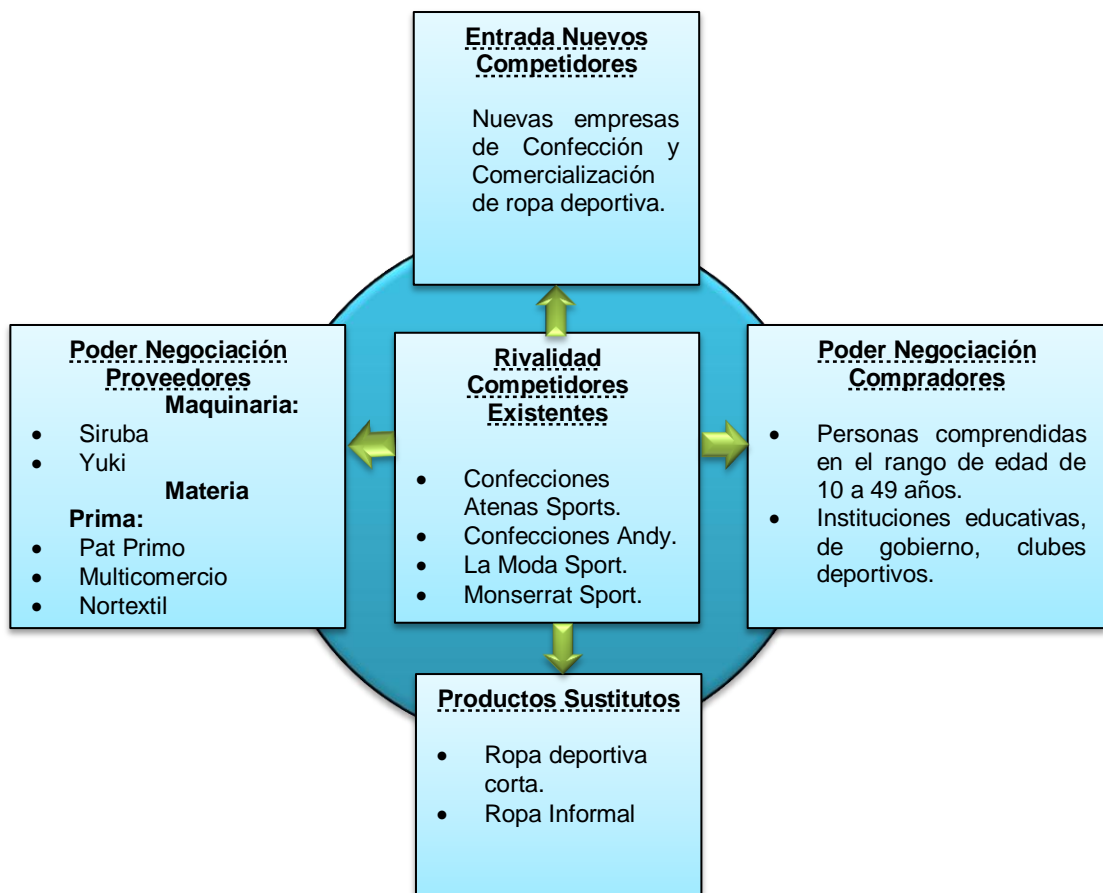 Entrada Nuevos
Competidores
Nuevas empresas
de Confección y
Comercialización
de ropa deportiva.
Poder Negociación
Proveedores
Maquinaria:
• Siruba
• Yuki
Materia
Prima:
• Pat Primo
• Multicomercio
• Nortextil
Rivalidad
Competidores
Existentes
• Confecciones
Atenas Sports.
• Confecciones Andy.
• La Moda Sport.
• Monserrat Sport.
Poder Negociación
Compradores
• Personas comprendidas
en el rango de edad de
10 a 49 años.
• Instituciones educativas,
de gobierno, clubes
deportivos.
Productos Sustitutos
• Ropa deportiva
corta.
• Ropa Informal